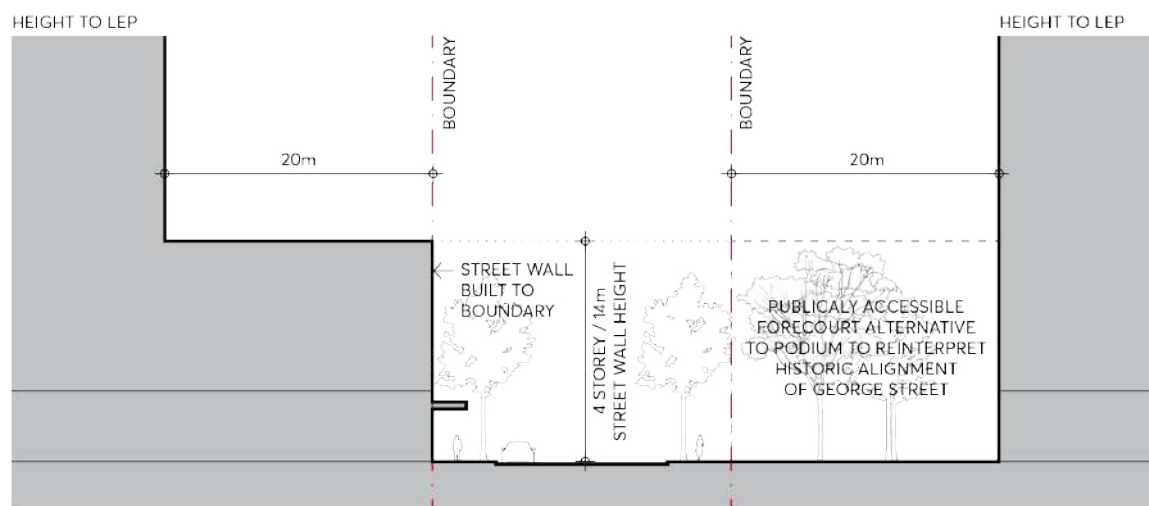 HEIGHT TO LEP
HEIGHT TO LEP
BOUNDARY
BOUNDARY
20m
20m
STREET WALL
BUILT TO
BOUNDARY
4 STOREY / 14m
STREET WALL HEIGHT
PUBLICALY ACCESSIBLE
FORECOURT ALTERNATIVE
TO PODIUM TO REINTERPRET
HISTORIC ALIGNMENT
OF GEORGE STREET